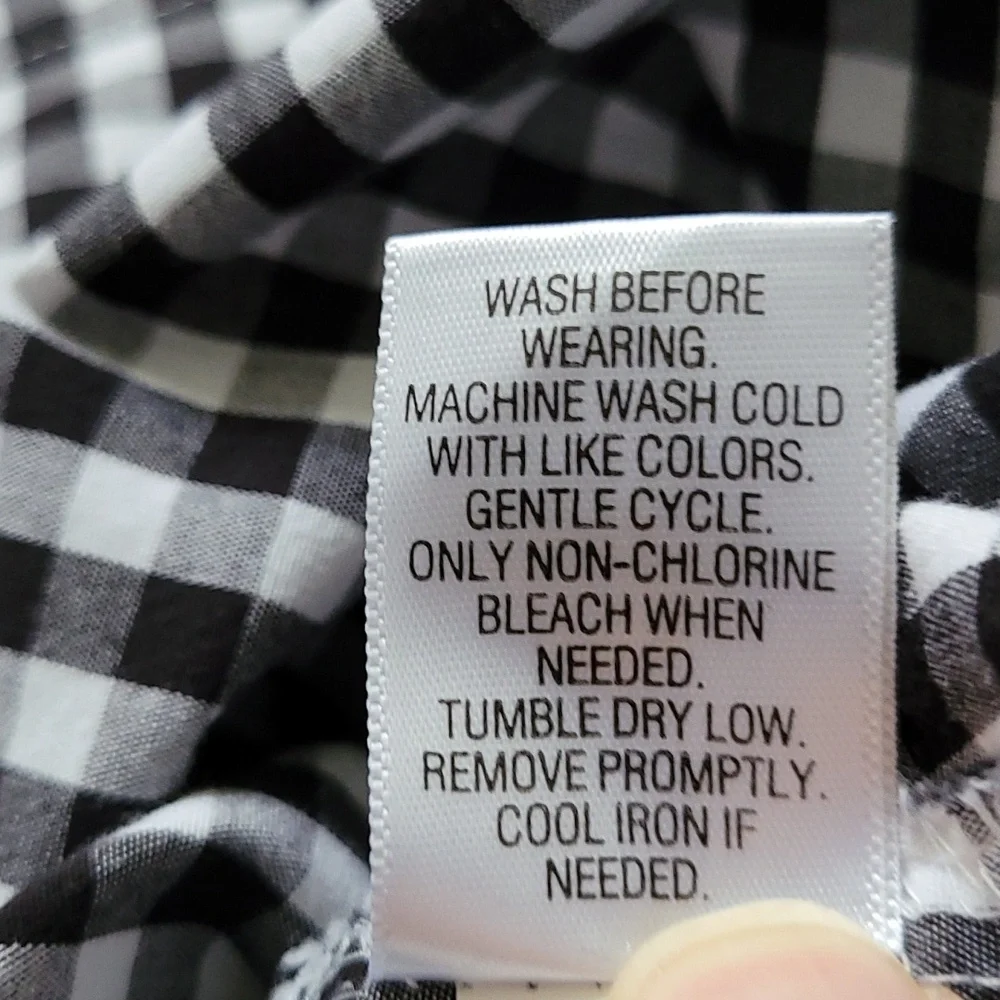 WASH BEFORE
WEARING.
MACHINE WASH COLD
WITH LIKE COLORS.
GENTLE CYCLE.
ONLY NON-CHLORINE
BLEACH WHEN
NEEDED.
TUMBLE DRY LOW.
REMOVE PROMPTLY.
COOL IRON IF
NEEDED.